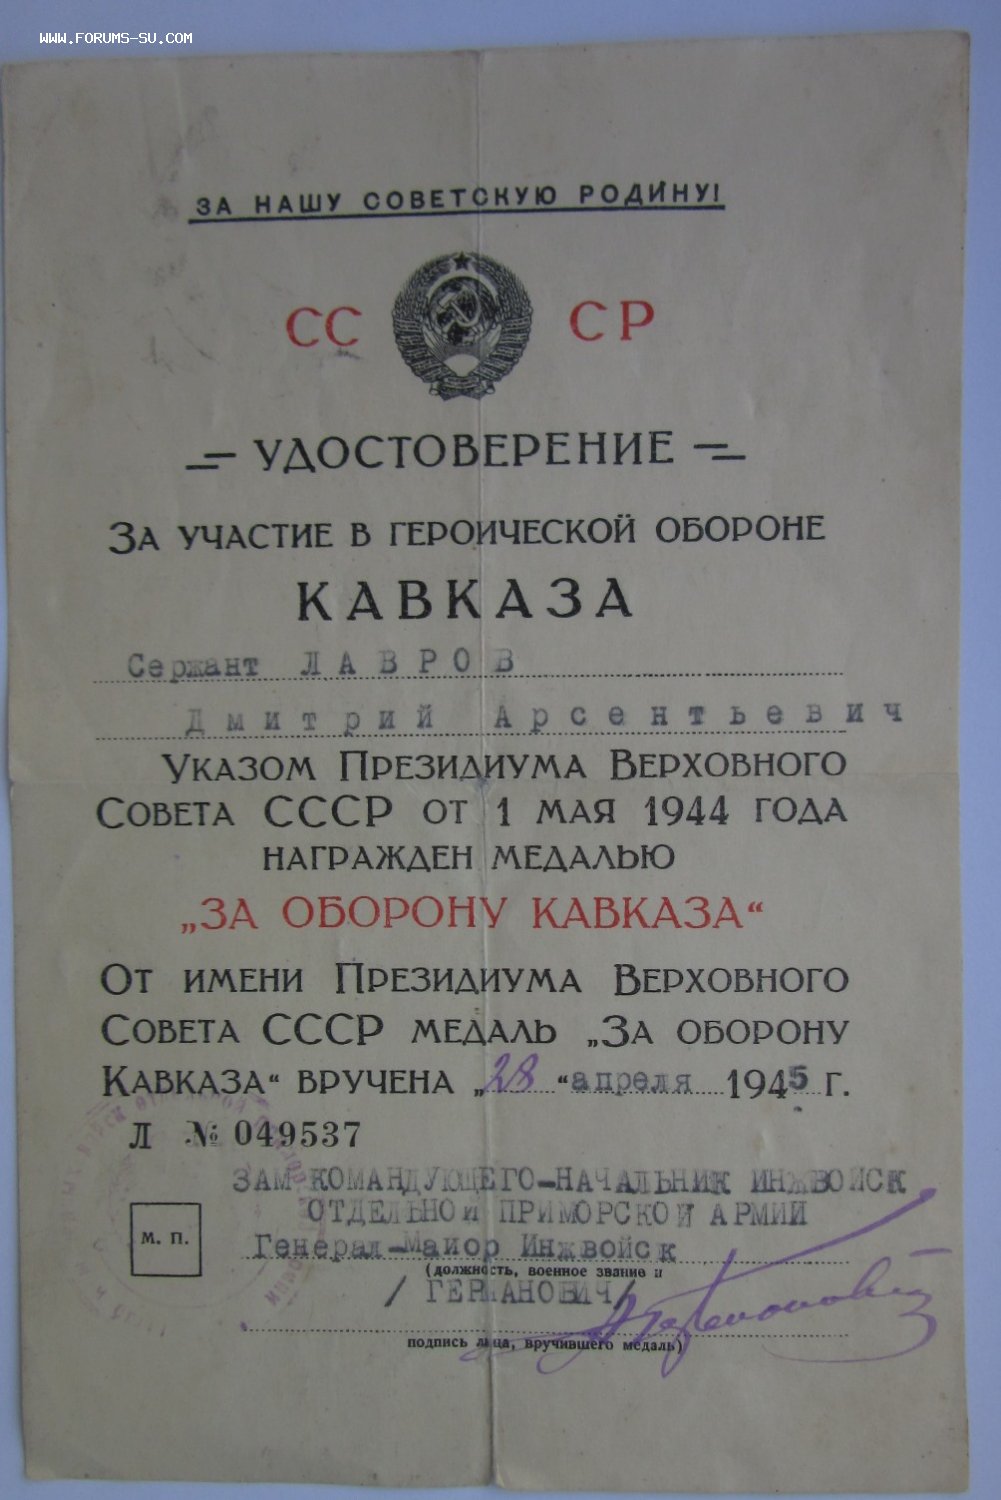 WWW.FORUMS-SU.COM
ЗА НАШУ СОВЕТСКУЮ РОДИНУ!
СС СР
УДОСТОВЕРЕНИЕ
ЗА УЧАСТИЕ В ГЕРОИЧЕСКОЙ ОБОРОНЕ
КАВКАЗА
Сержант ЛАВРОВ
Дмитрий Арсентьевич
УКАЗОМ ПРЕЗИДИУМА ВЕРХОВНОГО
СОВЕТА СССР ОТ 1 МАЯ 1944 ГОДА
НАГРАЖДЕН МЕДАЛЬЮ
„ЗА ОБОРОНУ КАВКАЗА“
ОТ ИМЕНИ ПРЕЗИДИУМА ВЕРХОВНОГО
СОВЕТА СССР МЕДАЛЬ „ЗА ОБОРОНУ
КАВКАЗА“ ВРУЧЕНА „28“ апреля 1945 Г.
Л № 049537
ЗАМ КОМАНДУЮЩЕГО-НАЧАЛЬНИК ИНЖВОЙСК
ОТДЕЛЬНОЙ ПРИМОРСКОЙ АРМИИ
М. П.
Генерал-Майор Инжвойск
(должность, военное звание и
/ ГЕРМАНОВИЧ/
подпись лица, вручившего медаль)